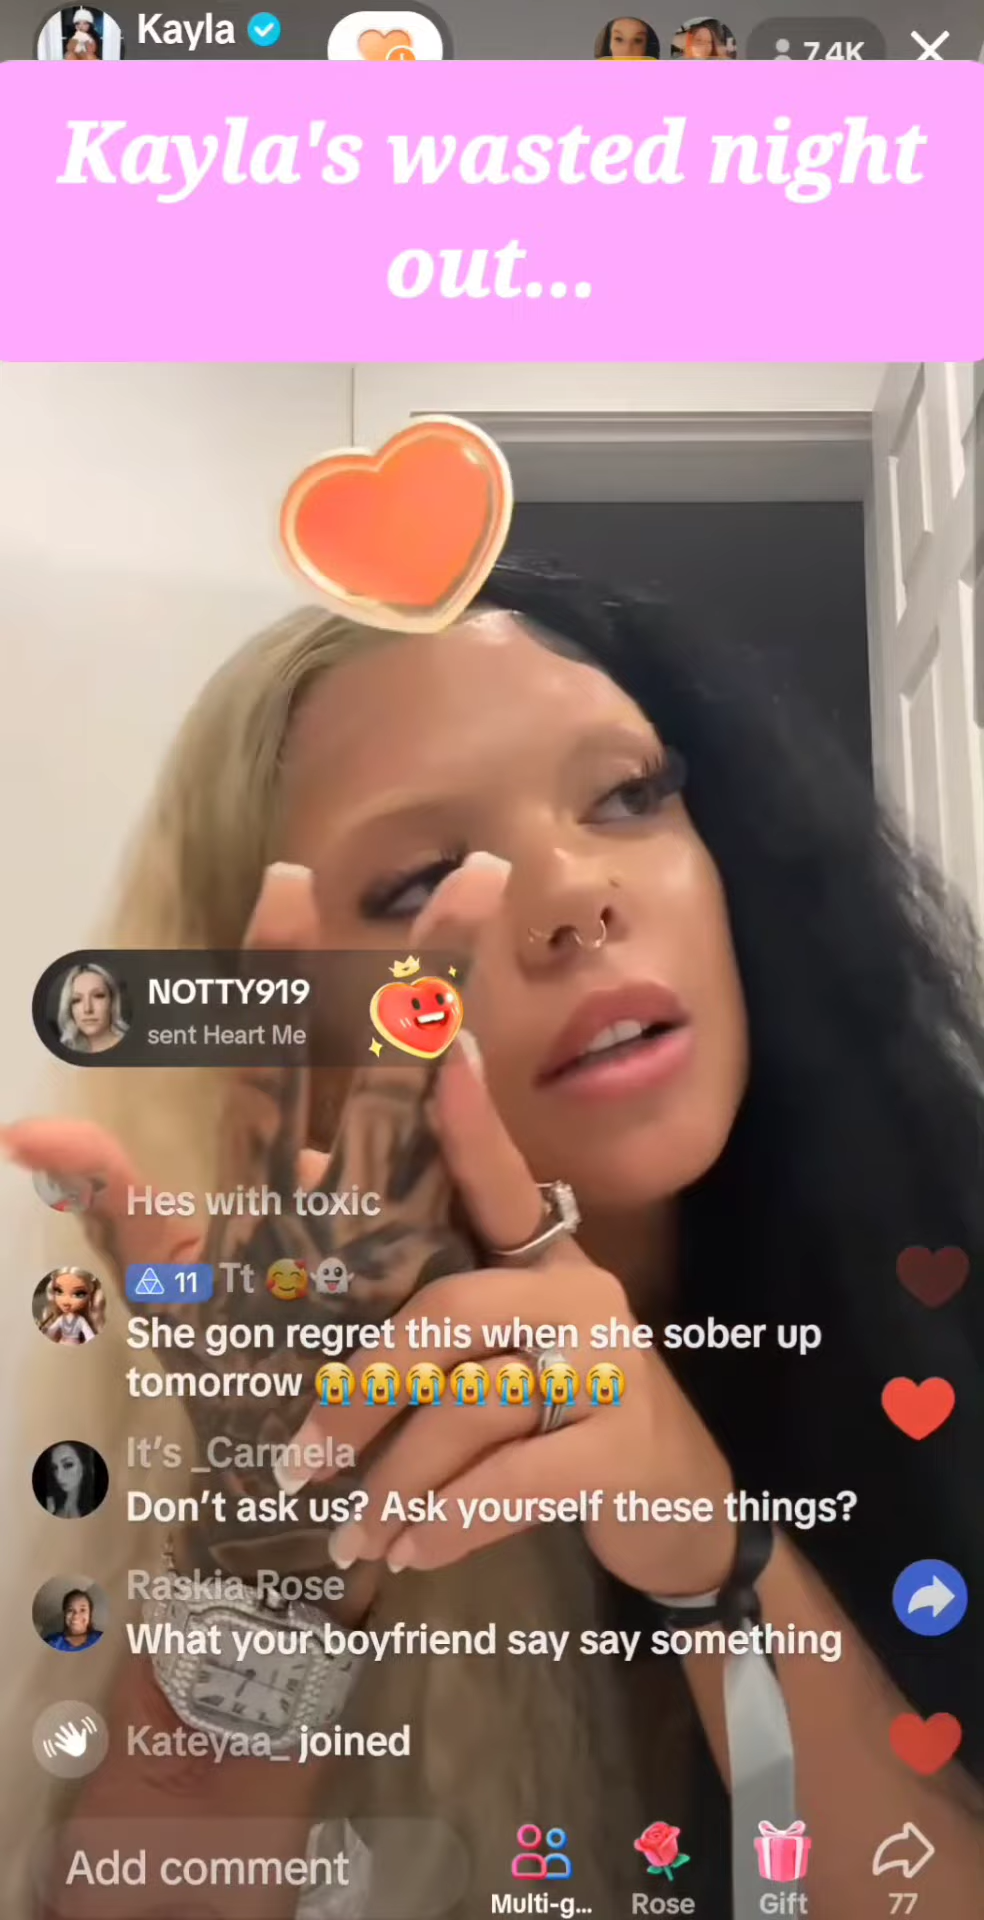 Kayla
7.4K
Kayla's wasted night
out...
NOTTY919
sent Heart Me
Hes with toxic
11 Tt 🥰👻
She gon regret this when she sober up
tomorrow 😭😭😭😭😭😭😭
It's _Carmela
Don't ask us? Ask yourself these things?
Raskia Rose
What your boyfriend say say something
Kateyaa_ joined
Add comment
Multi-g...
Rose
Gift
77